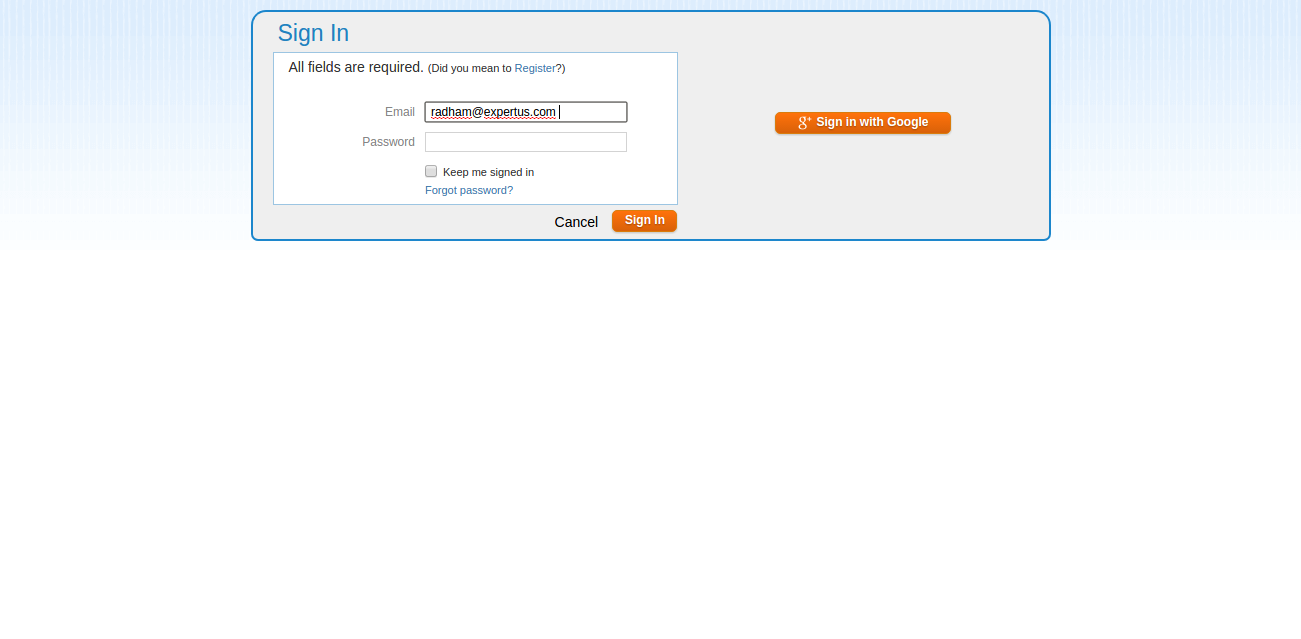 Sign In
All fields are required. (Did you mean to Register?)
Email radham@expertus.com
Password
Keep me signed in
Forgot password?
Cancel Sign In
g+ Sign in with Google